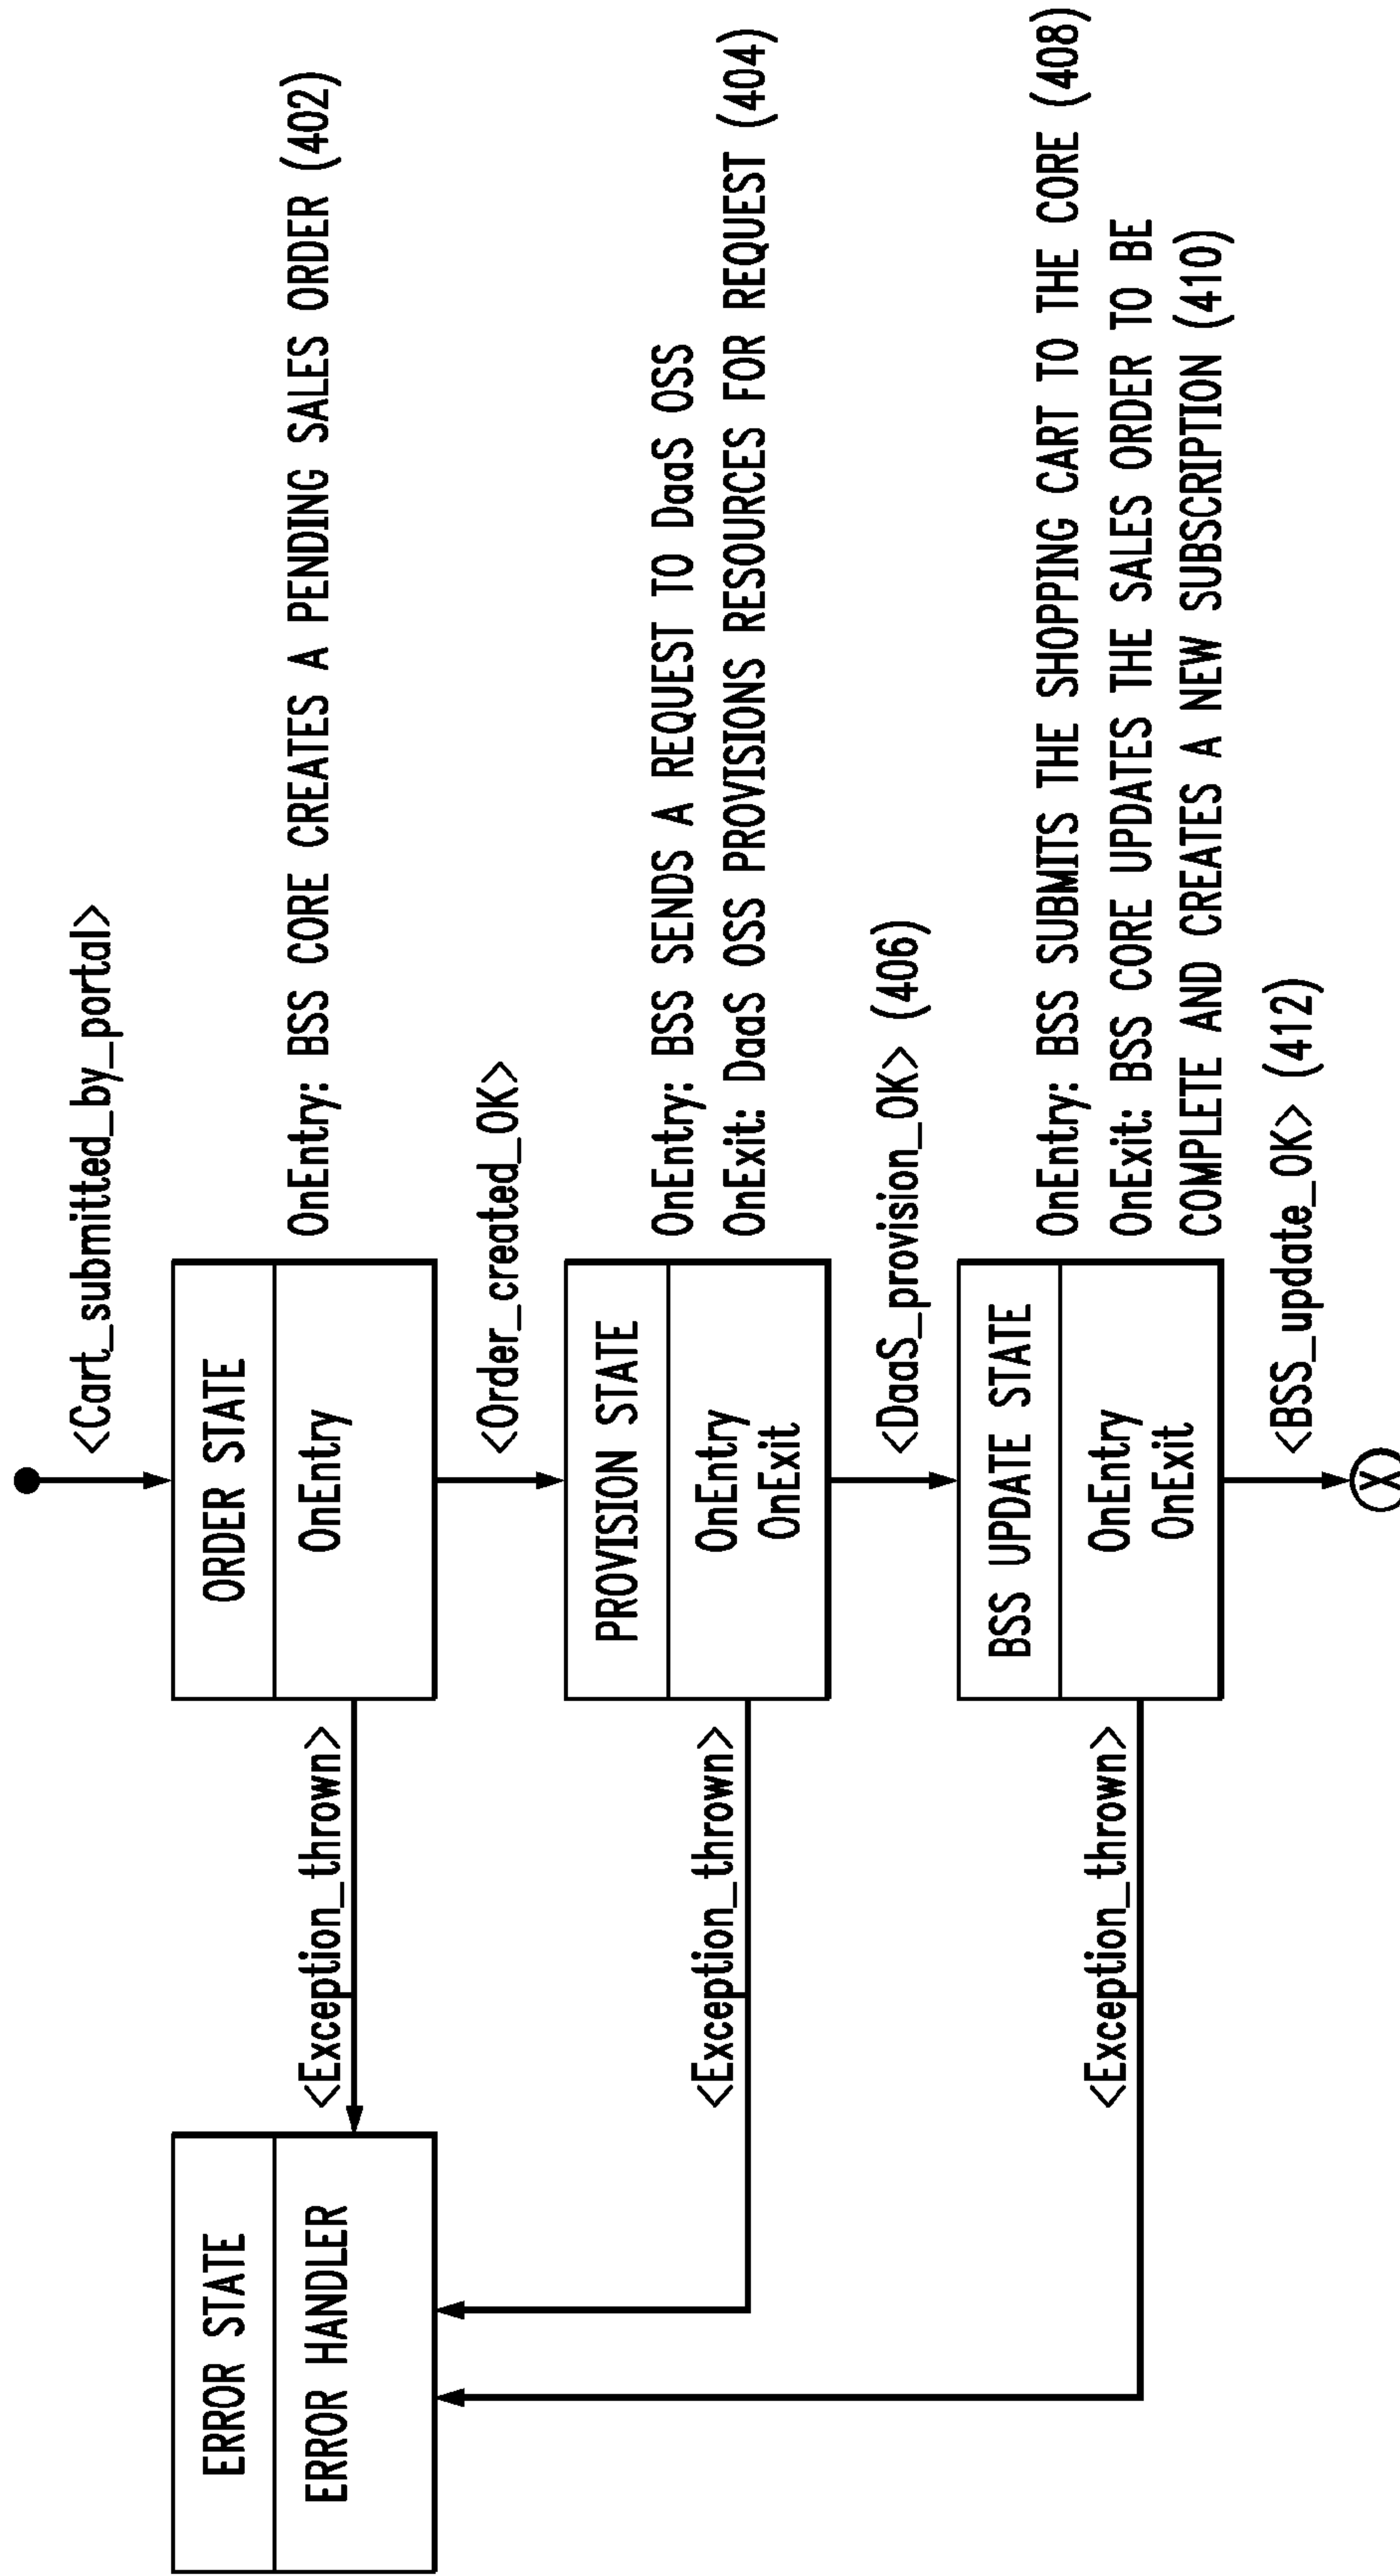 <Cart_submitted_by_portal>
ORDER STATE
OnEntry
OnEntry: BSS CORE CREATES A PENDING SALES ORDER (402)
<Exception_thrown>
ERROR STATE
ERROR HANDLER
<Order_created_OK>
PROVISION STATE
OnEntry
OnExit
OnEntry: BSS SENDS A REQUEST TO DaaS OSS
OnExit: DaaS OSS PROVISIONS RESOURCES FOR REQUEST (404)
<Exception_thrown>
<DaaS_provision_OK> (406)
BSS UPDATE STATE
OnEntry
OnExit
OnEntry: BSS SUBMITS THE SHOPPING CART TO THE CORE (408)
OnExit: BSS CORE UPDATES THE SALES ORDER TO BE
COMPLETE AND CREATES A NEW SUBSCRIPTION (410)
<Exception_thrown>
<BSS_update_OK> (412)
X